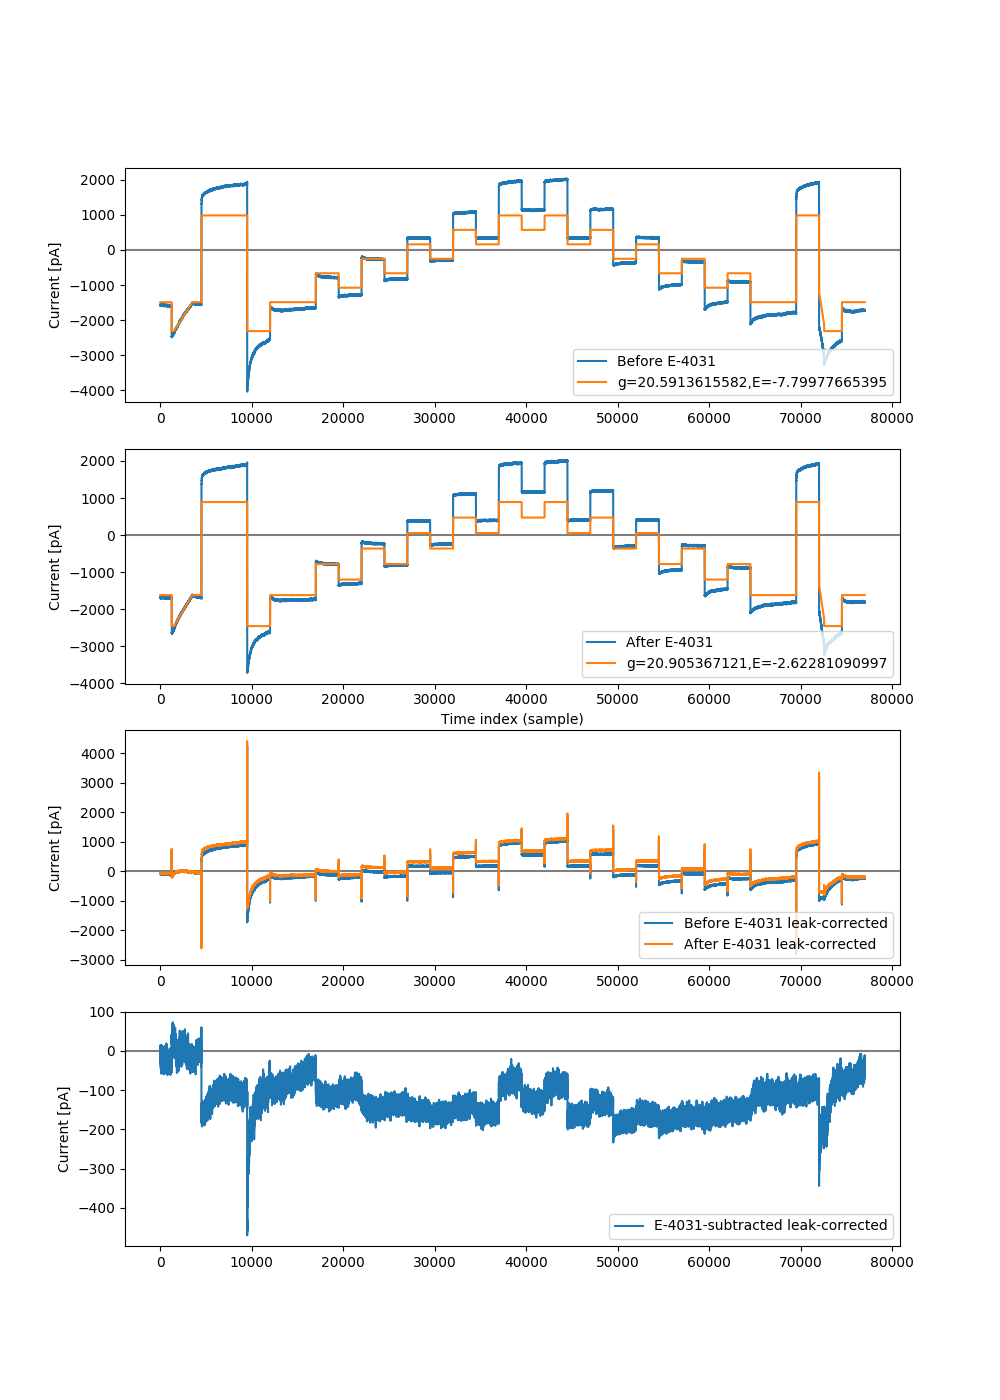 2000
1000
0
−1000
−2000
−3000
−4000
Current [pA]
Before E-4031
g=20.5913615582,E=-7.79977665395
0 10000 20000 30000 40000 50000 60000 70000 80000
2000
1000
0
−1000
−2000
−3000
−4000
Current [pA]
After E-4031
g=20.905367121,E=-2.62281090997
0 10000 20000 30000 40000 50000 60000 70000 80000
Time index (sample)
4000
3000
2000
1000
0
−1000
−2000
−3000
Current [pA]
Before E-4031 leak-corrected
After E-4031 leak-corrected
0 10000 20000 30000 40000 50000 60000 70000 80000
100
0
−100
−200
−300
−400
Current [pA]
E-4031-subtracted leak-corrected
0 10000 20000 30000 40000 50000 60000 70000 80000